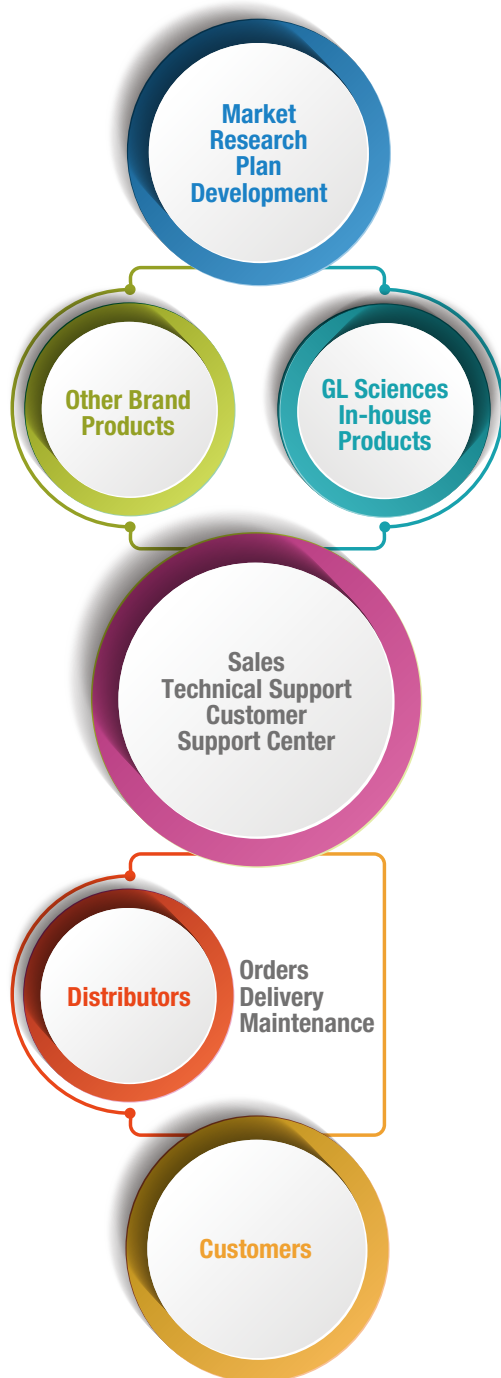 Market
Research
Plan
Development
Other Brand
Products
GL Sciences
In-house
Products
Sales
Technical Support
Customer
Support Center
Distributors
Orders
Delivery
Maintenance
Customers